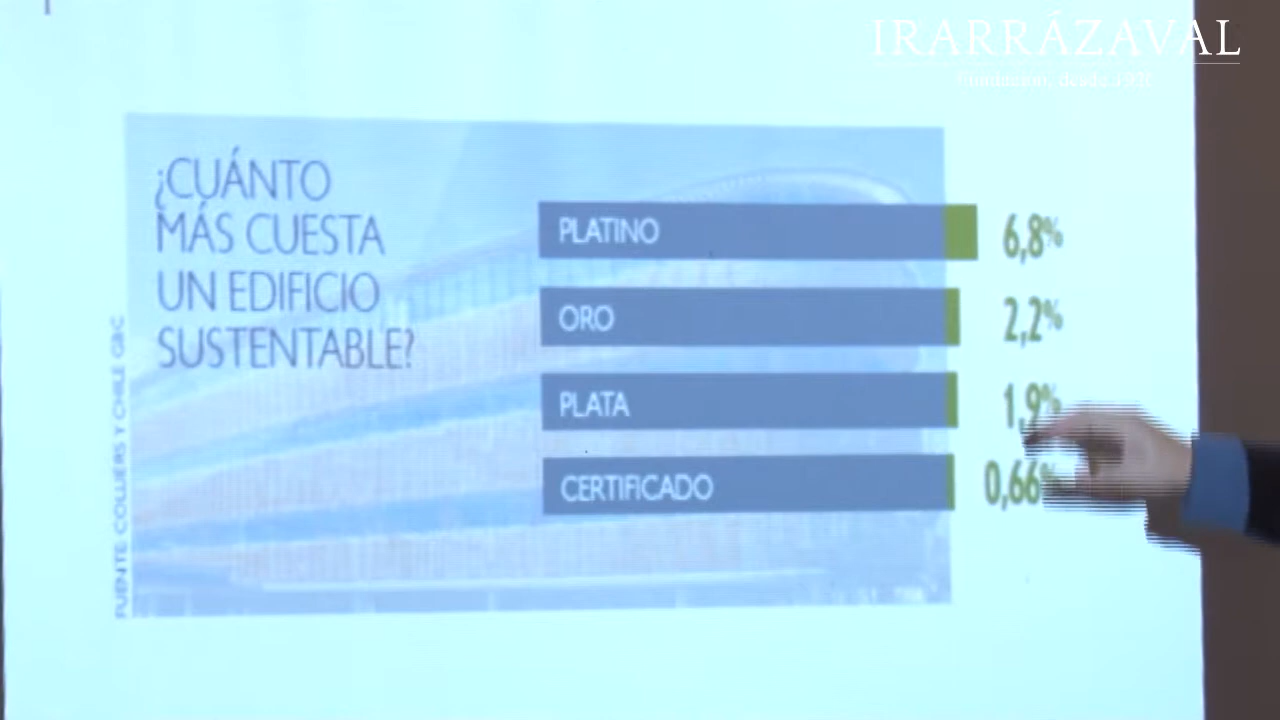 IRARRÁZAVAL
¿CUÁNTO
MÁS CUESTA
UN EDIFICIO
SUSTENTABLE?
PLATINO 6,8%
ORO 2,2%
PLATA 1,9%
CERTIFICADO 0,66%
FUENTE COLLIERS Y CHILE GBC